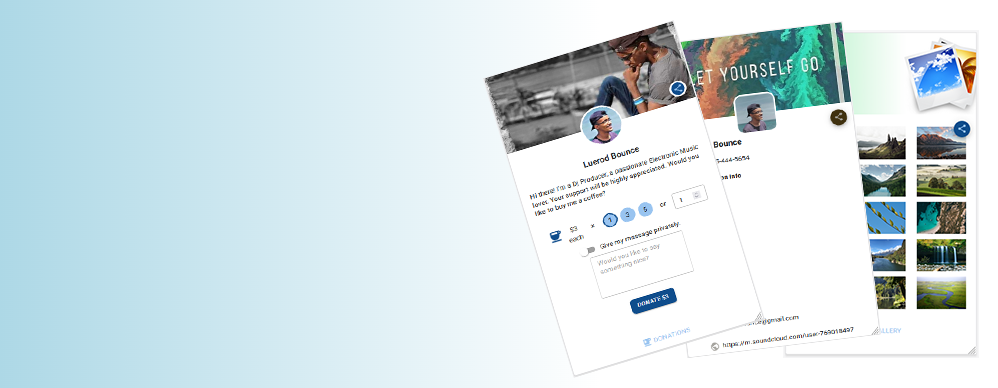 Luerod Bounce
Hi there! I'm a Dj Producer, a passionate Electronic Music
lover. Your support will be highly appreciated. Would you
like to buy me a coffee?
$3
each
x
1
3
5
or
1
Give my message privately.
Would you like to say
something nice?
DONATE $3
DONATIONS
ET YOURSELF GO
Bounce
5-444-5654
Info
@gmail.com
https://m.soundcloud.com/user-769018497
LLERY